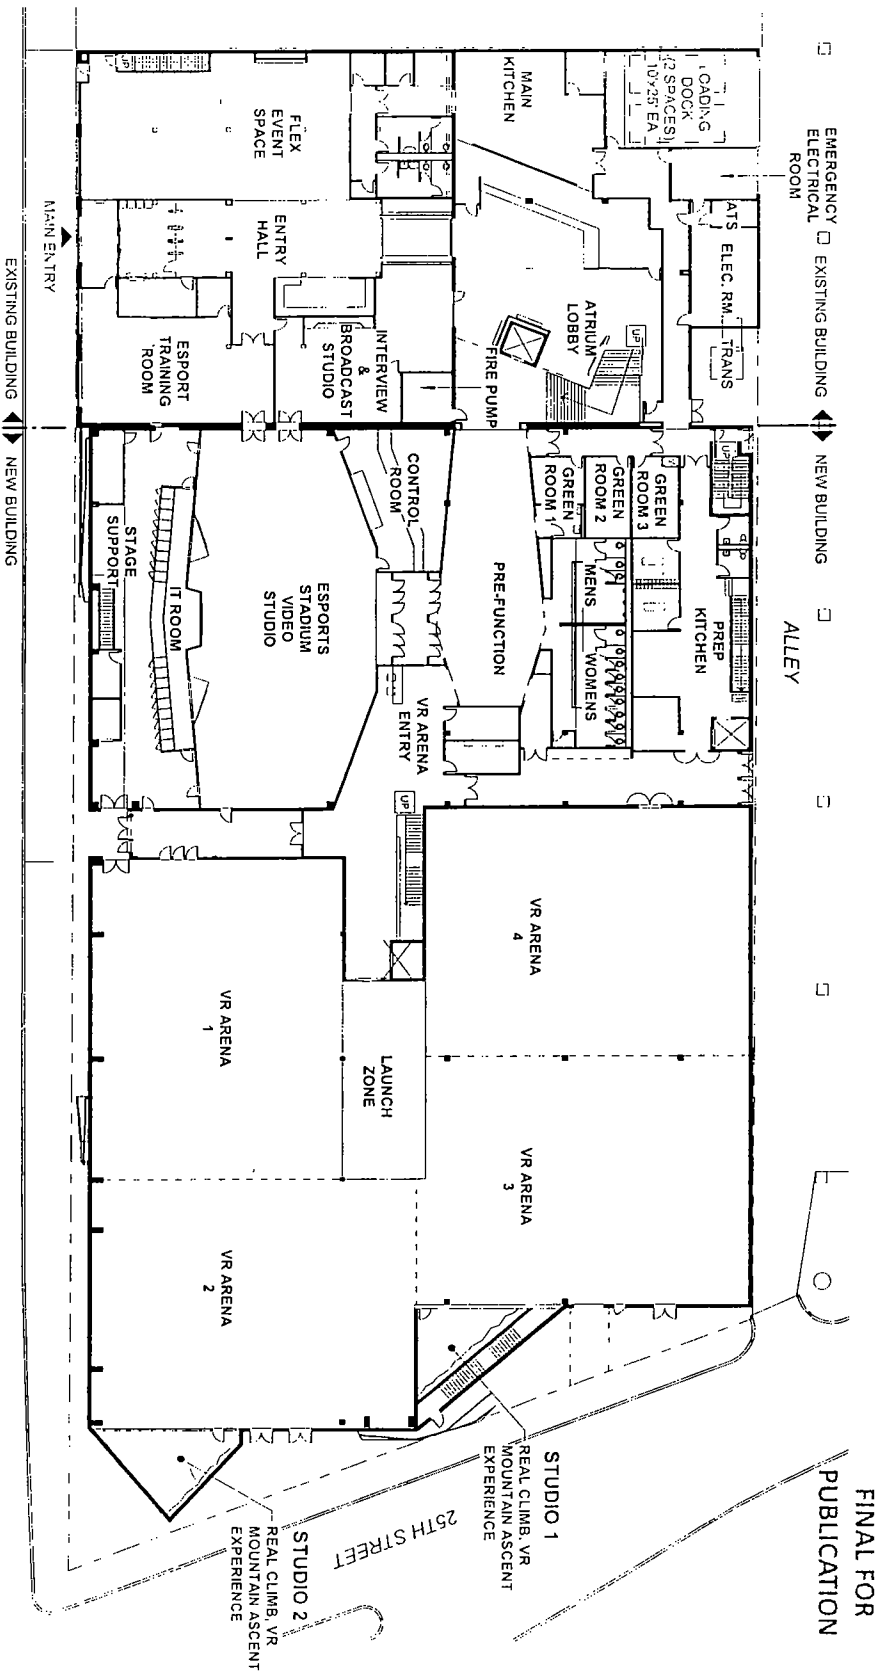 FINAL FOR
PUBLICATION
EMERGENCY
ELECTRICAL
ROOM
EXISTING BUILDING
NEW BUILDING
ALLEY
LOADING
DOCK
(2 SPACES)
10'x25' EA
ATS
ELEC. RM.
TRANS
MAIN
KITCHEN
ATRIUM
LOBBY
UP
FIRE PUMP
FLEX
EVENT
SPACE
UP
ENTRY
HALL
INTERVIEW
&
BROADCAST
STUDIO
ESPORT
TRAINING
ROOM
MAIN ENTRY
EXISTING BUILDING
NEW BUILDING
UP
PREP
KITCHEN
GREEN
ROOM 3
GREEN
ROOM 2
GREEN
ROOM 1
MENS
WOMENS
PRE-FUNCTION
CONTROL
ROOM
VR ARENA
ENTRY
UP
ESPORTS
STADIUM
VIDEO
STUDIO
IT ROOM
STAGE
SUPPORT
VR ARENA
4
VR ARENA
3
LAUNCH
ZONE
VR ARENA
1
VR ARENA
2
STUDIO 1
REAL CLIMB, VR
MOUNTAIN ASCENT
EXPERIENCE
25TH STREET
STUDIO 2
REAL CLIMB, VR
MOUNTAIN ASCENT
EXPERIENCE